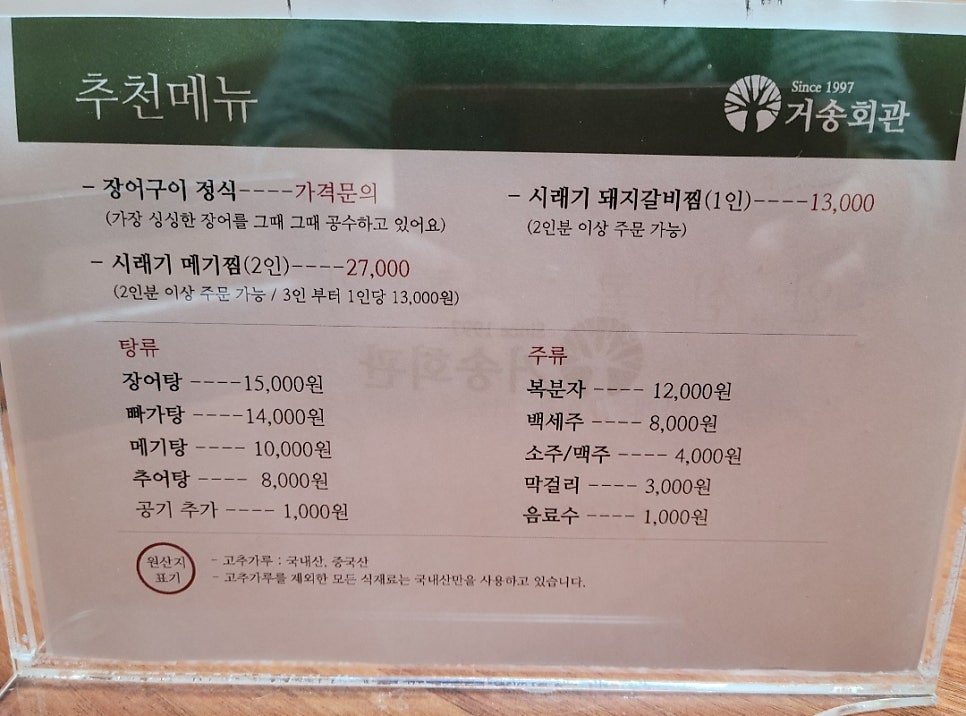 추천메뉴
Since 1997
거송회관
- 장어구이 정식----가격문의
(가장 싱싱한 장어를 그때 그때 공수하고 있어요)
- 시래기 메기찜(2인)----27,000
(2인분 이상 주문 가능 / 3인 부터 1인당 13,000원)
- 시래기 돼지갈비찜(1인)----13,000
(2인분 이상 주문 가능)
탕류
장어탕 ----15,000원
빠가탕 ----14,000원
메기탕 ---- 10,000원
추어탕 ---- 8,000원
공기 추가 ---- 1,000원
주류
복분자 ---- 12,000원
백세주 ---- 8,000원
소주/맥주 ---- 4,000원
막걸리 ---- 3,000원
음료수 ---- 1,000원
원산지
표기
- 고추가루 : 국내산, 중국산
- 고추가루를 제외한 모든 식재료는 국내산만을 사용하고 있습니다.